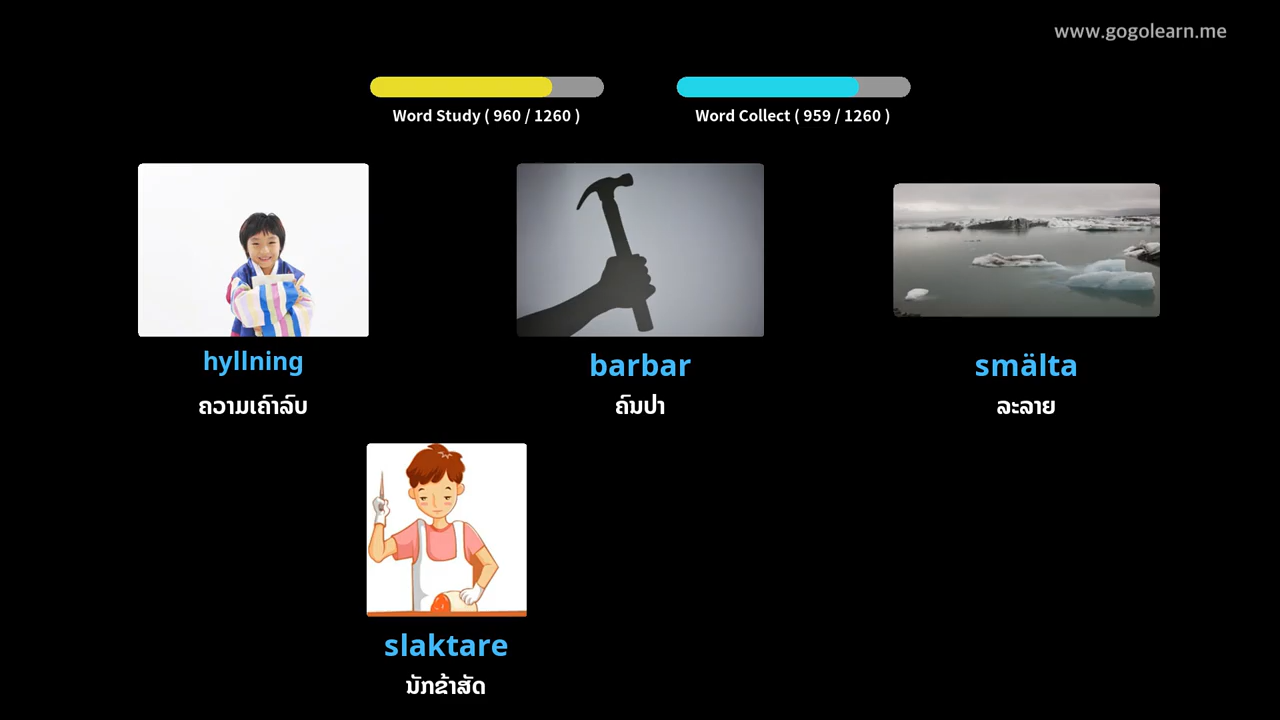 www.gogolearn.me
Word Study ( 960 / 1260 )
Word Collect ( 959 / 1260 )
hyllning
ຄວາມເຄົາລົບ
barbar
ຄົນປ່າ
smälta
ລະລາຍ
slaktare
ນັກຂ້າສັດ